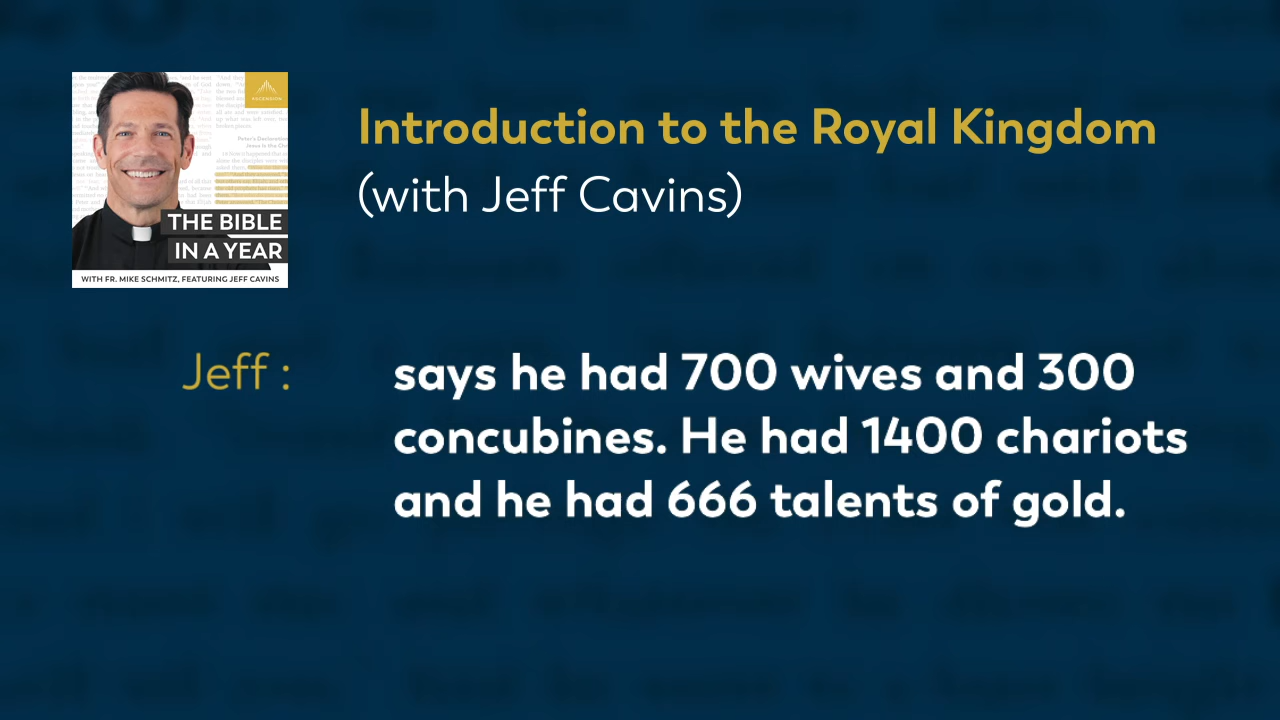 ASCENSION
THE BIBLE
IN A YEAR
WITH FR. MIKE SCHMITZ, FEATURING JEFF CAVINS
Introduction to the Royal Kingdom
(with Jeff Cavins)
Jeff : says he had 700 wives and 300
concubines. He had 1400 chariots
and he had 666 talents of gold.